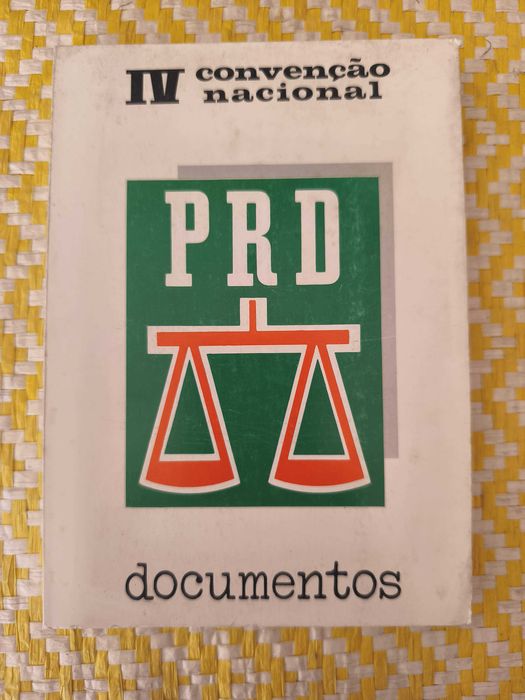 IV convenção
nacional
PRD
documentos